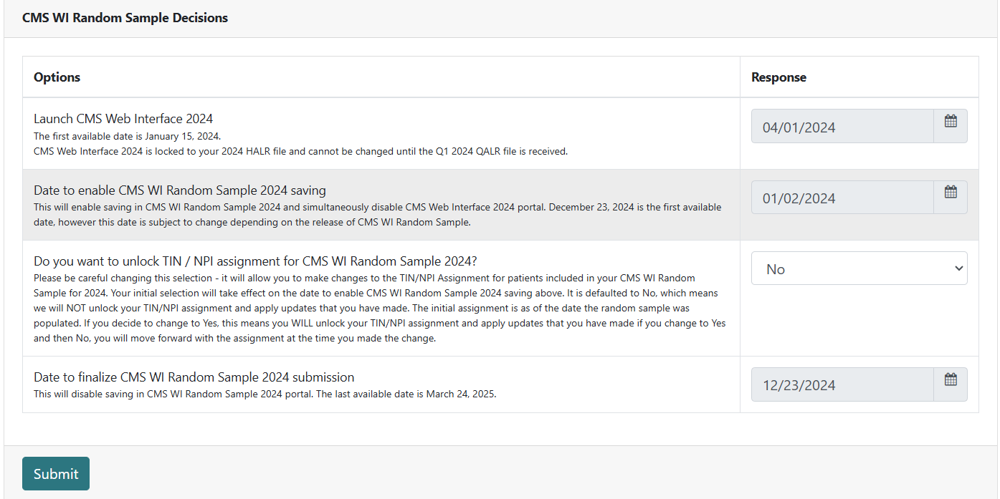 CMS WI Random Sample Decisions
Options
Response
Launch CMS Web Interface 2024
The first available date is January 15, 2024.
CMS Web Interface 2024 is locked to your 2024 HALR file and cannot be changed until the Q1 2024 QALR file is received.
04/01/2024
Date to enable CMS WI Random Sample 2024 saving
This will enable saving in CMS WI Random Sample 2024 and simultaneously disable CMS Web Interface 2024 portal. December 23, 2024 is the first available
date, however this date is subject to change depending on the release of CMS WI Random Sample.
01/02/2024
Do you want to unlock TIN / NPI assignment for CMS WI Random Sample 2024?
Please be careful changing this selection - it will allow you to make changes to the TIN/NPI Assignment for patients included in your CMS WI Random
Sample for 2024. Your initial selection will take effect on the date to enable CMS WI Random Sample 2024 saving above. It is defaulted to No, which means
we will NOT unlock your TIN/NPI assignment and apply updates that you have made. The initial assignment is as of the date the random sample was
populated. If you decide to change to Yes, this means you WILL unlock your TIN/NPI assignment and apply updates that you have made if you change to Yes
and then No, you will move forward with the assignment at the time you made the change.
No
Date to finalize CMS WI Random Sample 2024 submission
This will disable saving in CMS WI Random Sample 2024 portal. The last available date is March 24, 2025.
12/23/2024
Submit